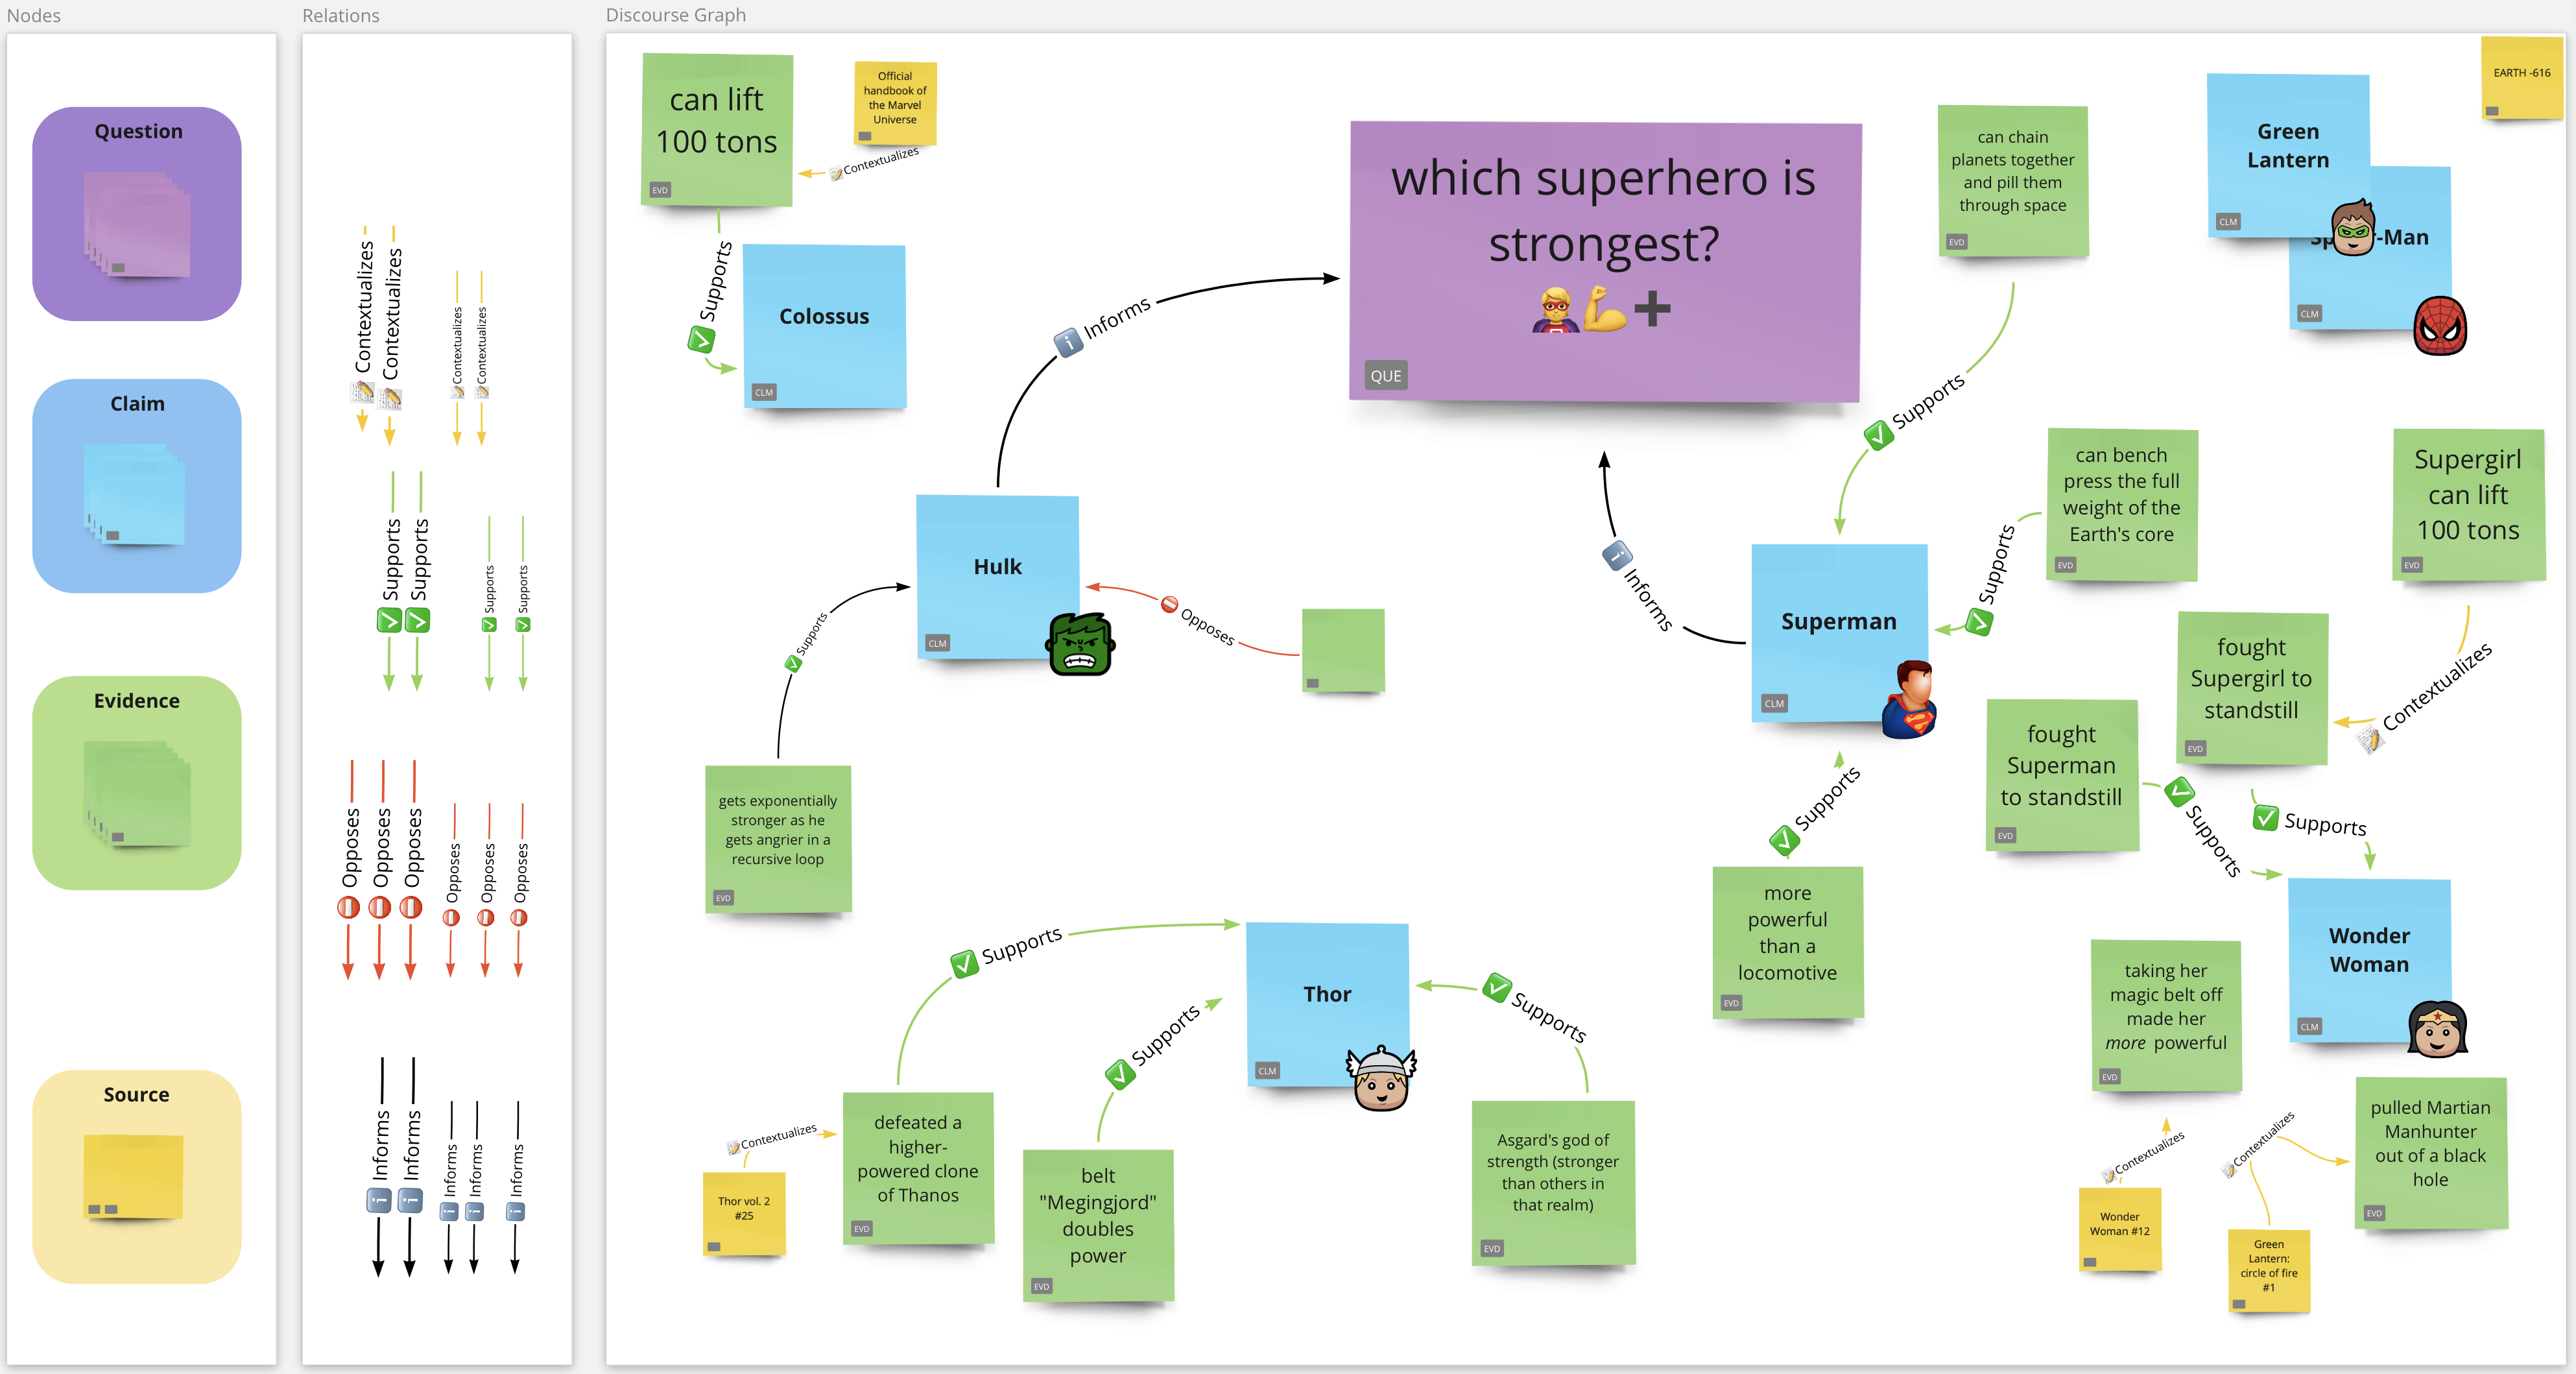 Nodes
Question
Claim
Evidence
Source
Relations
Contextualizes
Contextualizes
Contextualizes
Contextualizes
Supports
Supports
Supports
Supports
Opposes
Opposes
Opposes
Opposes
Opposes
Opposes
Informs
Informs
Informs
Informs
Informs
Discourse Graph
can lift
100 tons
EVD
Official
handbook of
the Marvel
Universe
Contextualizes
Supports
Colossus
CLM
Informs
which superhero is
strongest?
QUE
can chain
planets together
and pill them
through space
EVD
Supports
Green
Lantern
CLM
-Man
CLM
EARTH -616
Hulk
CLM
Supports
Opposes
gets exponentially
stronger as he
gets angrier in a
recursive loop
EVD
Informs
Superman
CLM
can bench
press the full
weight of the
Earth's core
EVD
Supports
Supergirl
can lift
100 tons
EVD
Contextualizes
fought
Supergirl to
standstill
EVD
Supports
fought
Superman
to standstill
EVD
Supports
Supports
more
powerful
than a
locomotive
EVD
Wonder
Woman
CLM
taking her
magic belt off
made her
more powerful
EVD
Contextualizes
Wonder
Woman #12
Contextualizes
Green
Lantern:
circle of fire
#1
pulled Martian
Manhunter
out of a black
hole
EVD
Thor
CLM
Supports
Supports
Supports
Contextualizes
Thor vol. 2
#25
defeated a
higher-
powered clone
of Thanos
EVD
belt
"Megingjord"
doubles
power
EVD
Asgard's god of
strength (stronger
than others in
that realm)
EVD